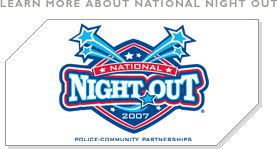 LEARN MORE ABOUT NATIONAL NIGHT OUT
NATIONAL
NIGHT OUT
2007
POLICE-COMMUNITY PARTNERSHIPS